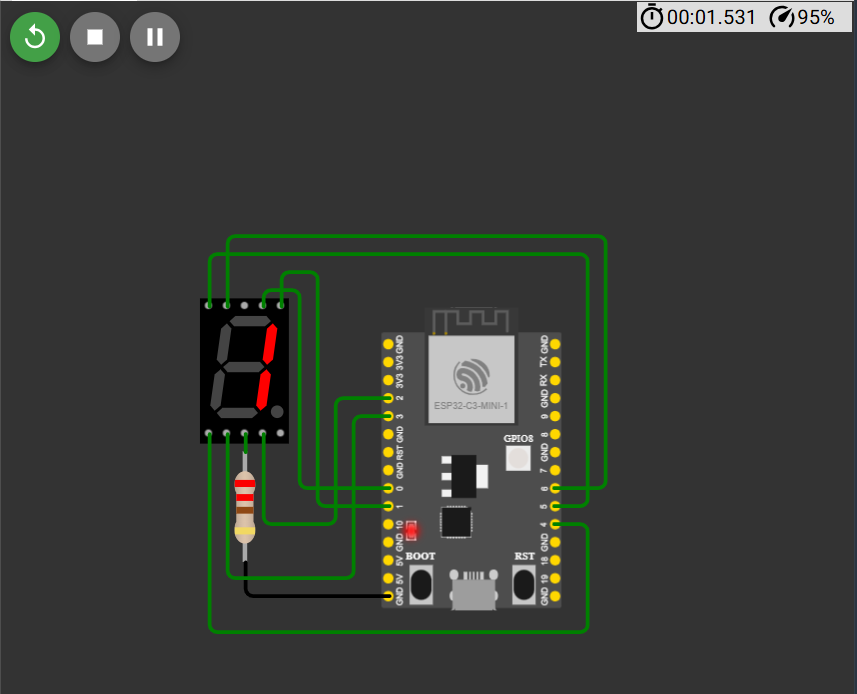 00:01.531 95%
ESP32-C3-MINI-1
GND
3V3
3V3
2
3
GND
RST
GND
0
1
10
GND
5V
5V
GND
GND
TX
RX
GND
9
8
7
6
5
4
GND
18
19
GND
GPIO8
BOOT
RST